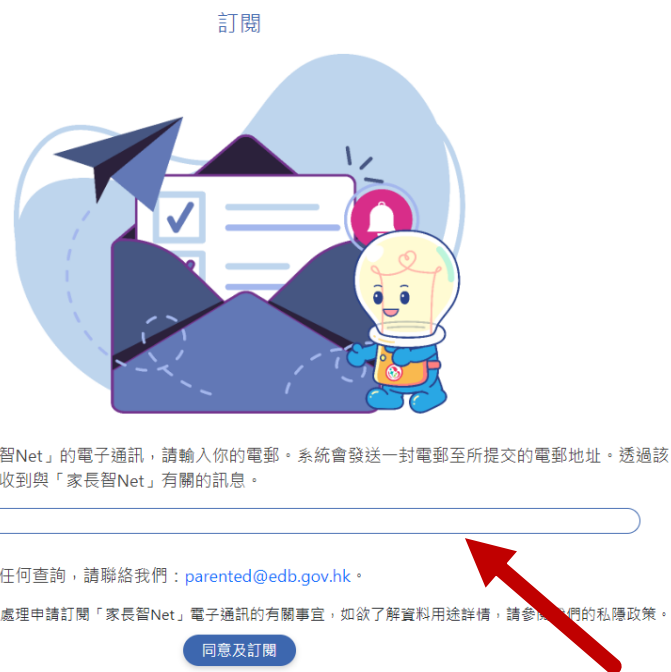 訂閱
智Net」的電子通訊，請輸入你的電郵。系統會發送一封電郵至所提交的電郵地址。透過該
收到與「家長智Net」有關的訊息。
任何查詢，請聯絡我們：parented@edb.gov.hk。
處理申請訂閱「家長智Net」電子通訊的有關事宜，如欲了解資料用途詳情，請參 們的私隱政策。
同意及訂閱